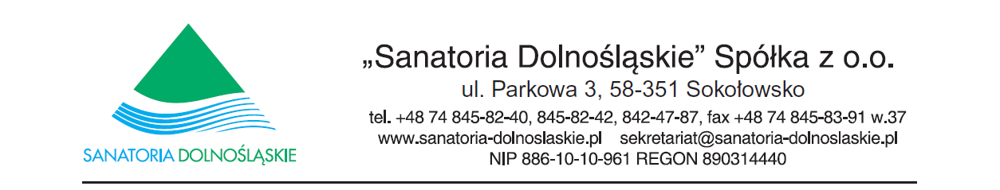 „Sanatoria Dolnośląskie” Spółka z o.o.
ul. Parkowa 3, 58-351 Sokołowsko
tel. +48 74 845-82-40, 845-82-42, 842-47-87, fax +48 74 845-83-91 w.37
www.sanatoria-dolnoslaskie.pl sekretariat@sanatoria-dolnoslaskie.pl
NIP 886-10-10-961 REGON 890314440
SANATORIA DOLNOŚLĄSKIE